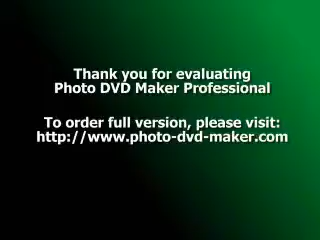 Thank you for evaluating
Photo DVD Maker Professional
To order full version, please visit:
http://www.photo-dvd-maker.com